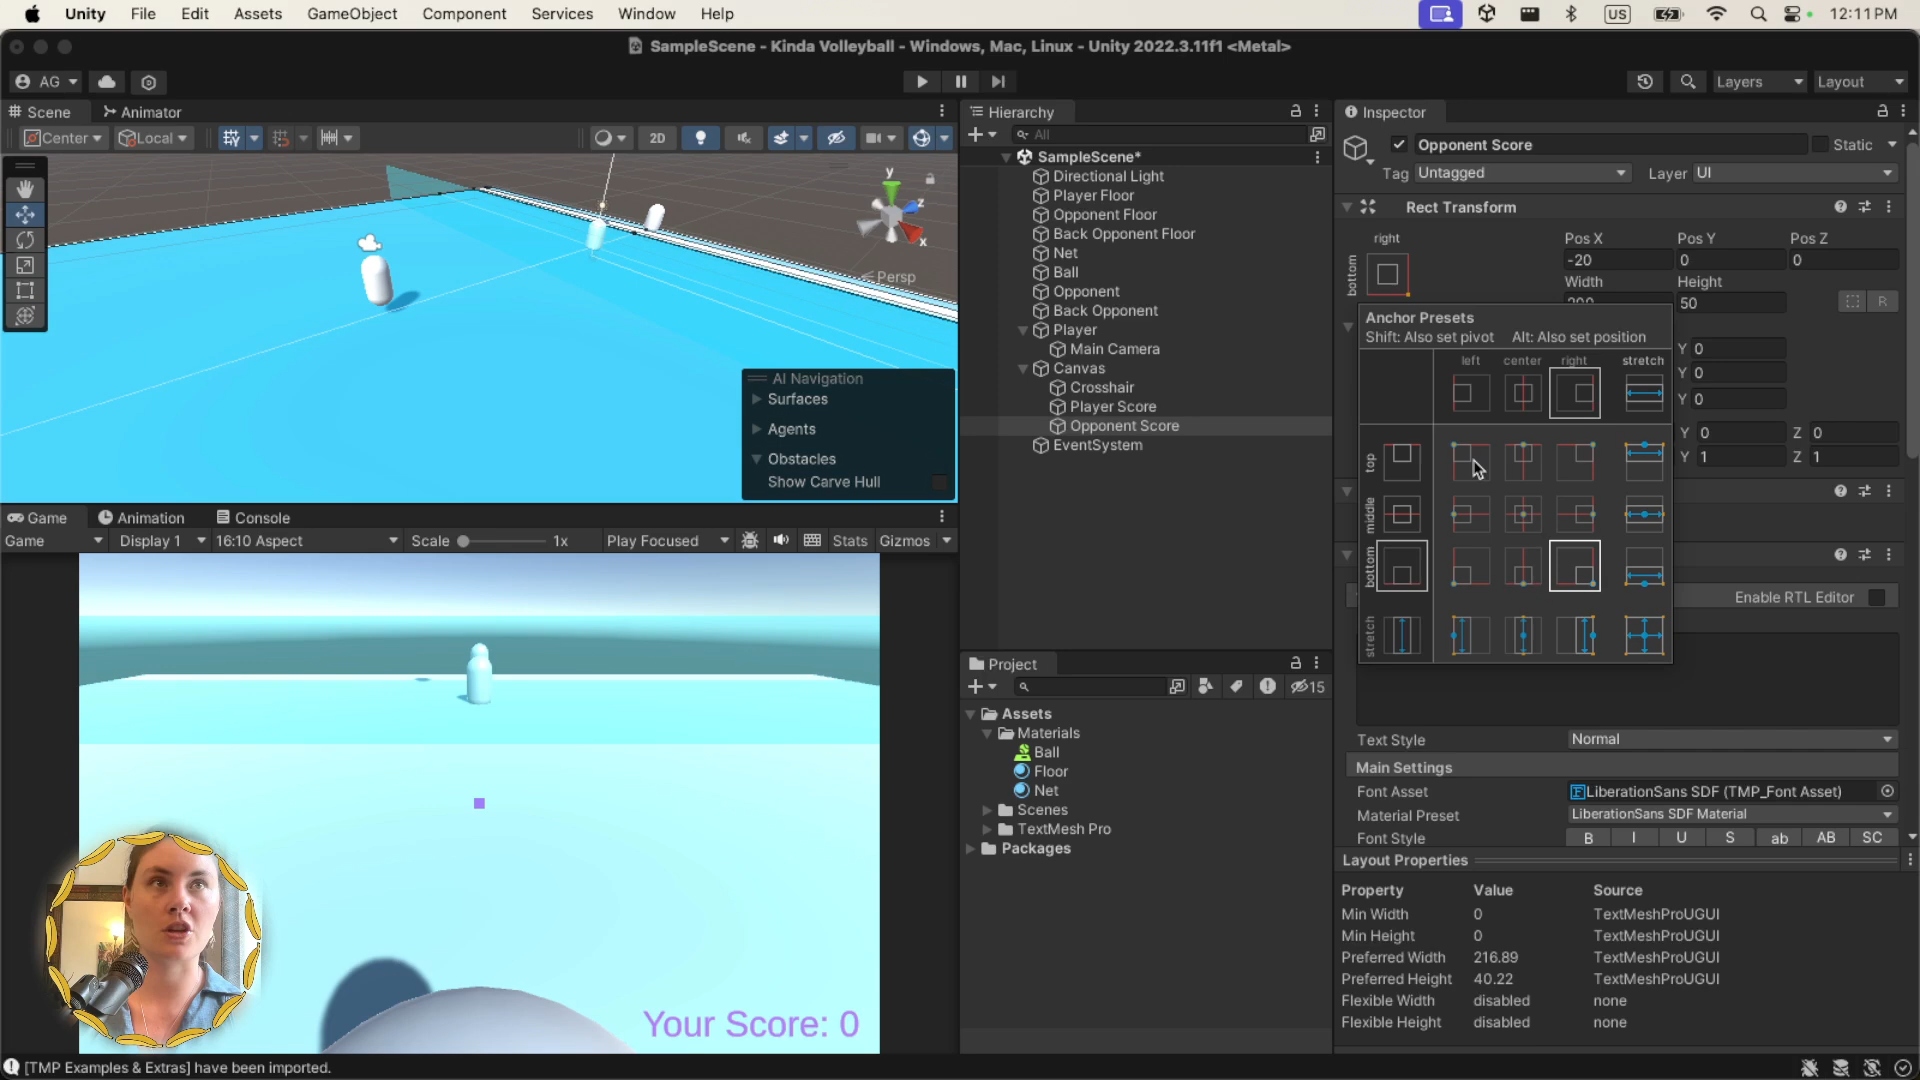 Unity File Edit Assets GameObject Component Services Window Help
US
12:11 PM
SampleScene - Kinda Volleyball - Windows, Mac, Linux - Unity 2022.3.11f1 <Metal>
AG
Layers
Layout
Scene
Animator
Center
Local
2D
y
z
x
Persp
AI Navigation
Surfaces
Agents
Obstacles
Show Carve Hull
Game
Animation
Console
Game
Display 1
16:10 Aspect
Scale
1x
Play Focused
Stats
Gizmos
Your Score: 0
[TMP Examples & Extras] have been imported.
Hierarchy
All
SampleScene*
Directional Light
Player Floor
Opponent Floor
Back Opponent Floor
Net
Ball
Opponent
Back Opponent
Player
Main Camera
Canvas
Crosshair
Player Score
Opponent Score
EventSystem
Project
15
Assets
Materials
Ball
Floor
Net
Scenes
TextMesh Pro
Packages
Inspector
Opponent Score
Static
Tag Untagged
Layer UI
Rect Transform
right
bottom
Pos X
Pos Y
Pos Z
-20
0
0
Width
Height
200
50
R
Anchor Presets
Shift: Also set pivot
Alt: Also set position
left
center
right
stretch
top
middle
bottom
stretch
Y 0
Y 0
Y 0
Y 0
Z 0
Y 1
Z 1
Enable RTL Editor
Text Style
Normal
Main Settings
Font Asset
LiberationSans SDF (TMP_Font Asset)
Material Preset
LiberationSans SDF Material
Font Style
B
I
U
S
ab
AB
SC
Layout Properties
Property Value Source
Min Width 0 TextMeshProUGUI
Min Height 0 TextMeshProUGUI
Preferred Width 216.89 TextMeshProUGUI
Preferred Height 40.22 TextMeshProUGUI
Flexible Width disabled none
Flexible Height disabled none